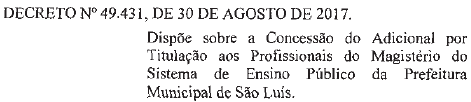 DECRETO Nº 49.431, DE 30 DE AGOSTO DE 2017.
Dispõe sobre a Concessão do Adicional por
Titulação aos Profissionais do Magistério do
Sistema de Ensino Público da Prefeitura
Municipal de São Luís.